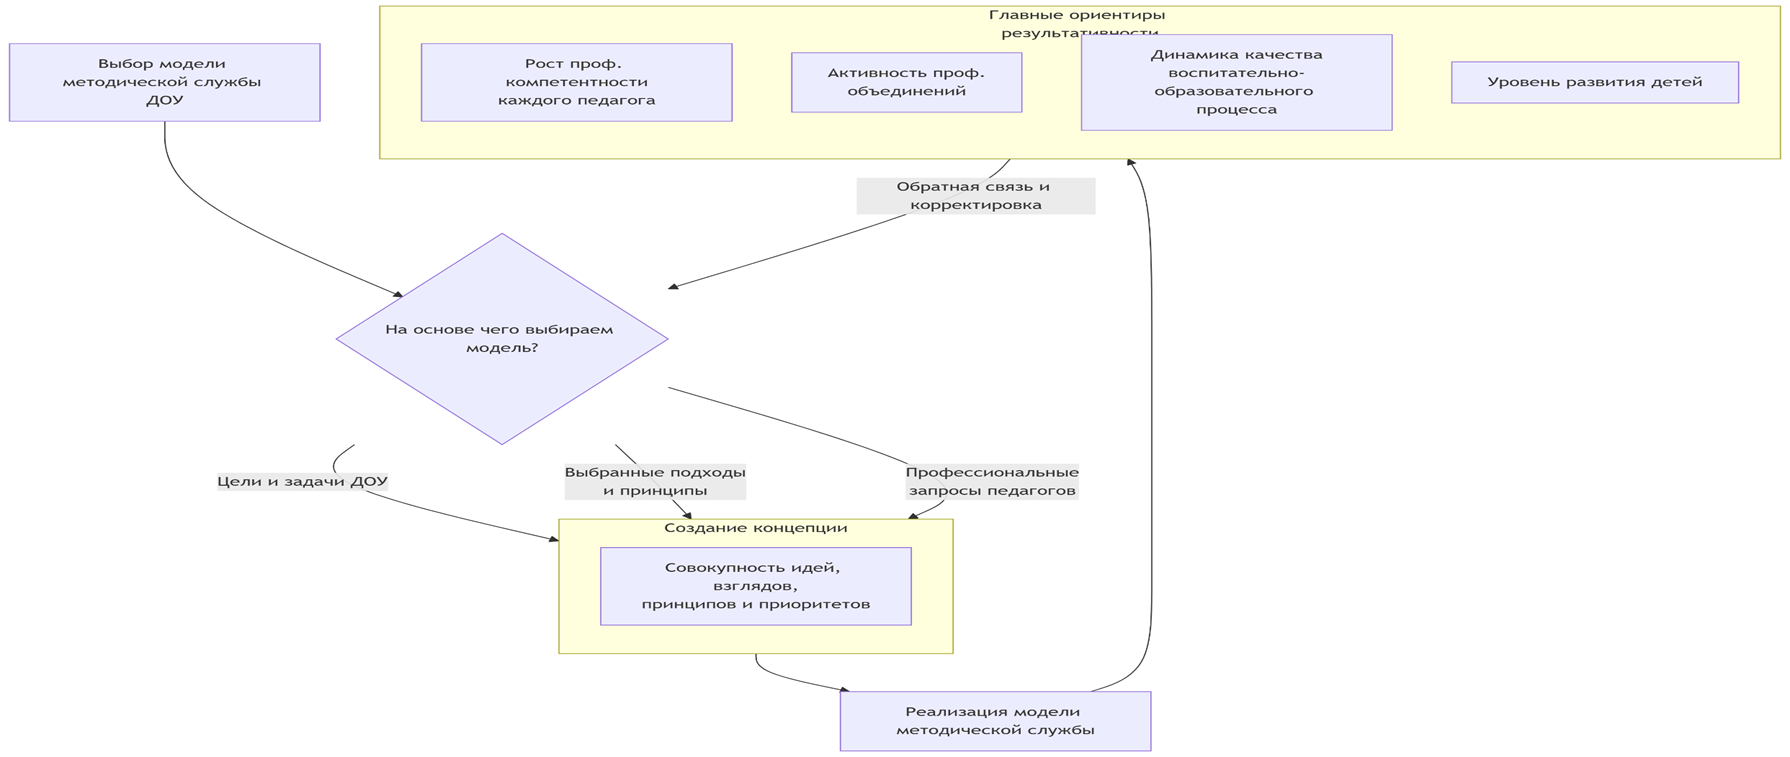 Главные ориентиры
результативности
Выбор модели
методической службы
ДОУ
Рост проф.
компетентности
каждого педагога
Активность проф.
объединений
Динамика качества
воспитательно-
образовательного
процесса
Уровень развития детей
Обратная связь и
корректировка
На основе чего выбираем
модель?
Цели и задачи ДОУ
Выбранные подходы
и принципы
Профессиональные
запросы педагогов
Создание концепции
Совокупность идей,
взглядов,
принципов и приоритетов
Реализация модели
методической службы